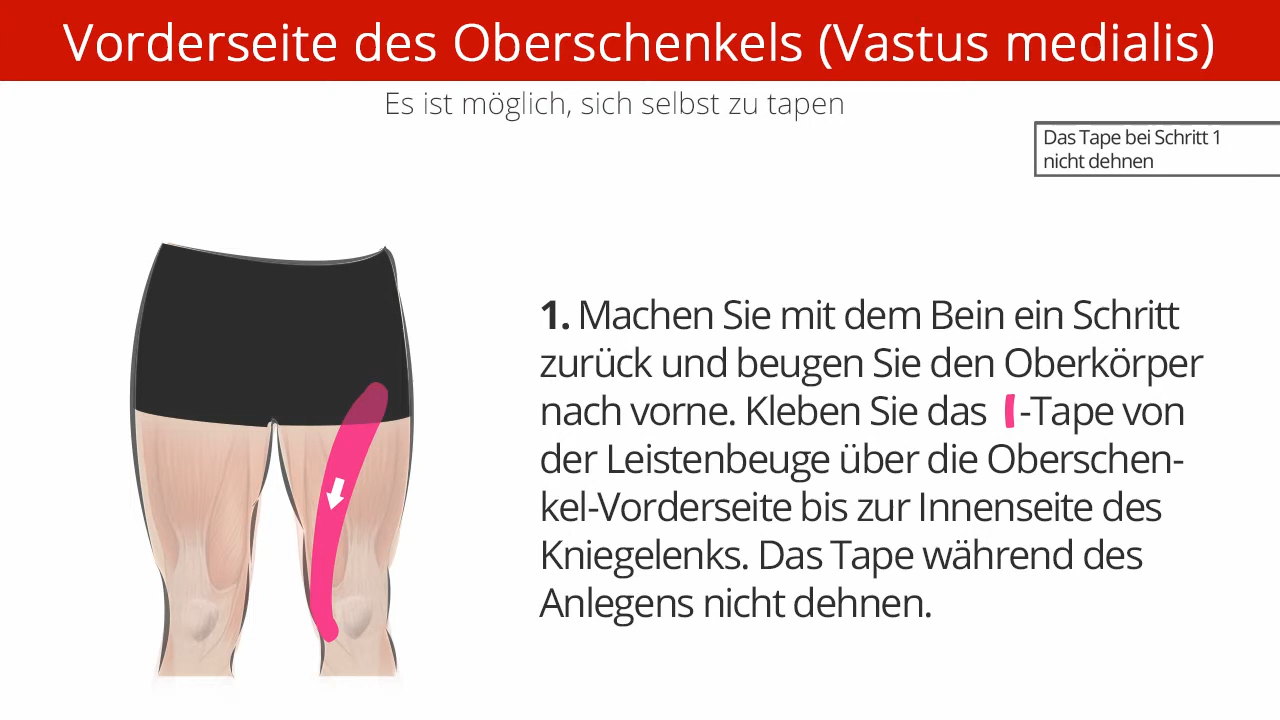 Vorderseite des Oberschenkels (Vastus medialis)
Es ist möglich, sich selbst zu tapen
Das Tape bei Schritt 1
nicht dehnen
1. Machen Sie mit dem Bein ein Schritt
zurück und beugen Sie den Oberkörper
nach vorne. Kleben Sie das -Tape von
der Leistenbeuge über die Oberschen-
kel-Vorderseite bis zur Innenseite des
Kniegelenks. Das Tape während des
Anlegens nicht dehnen.